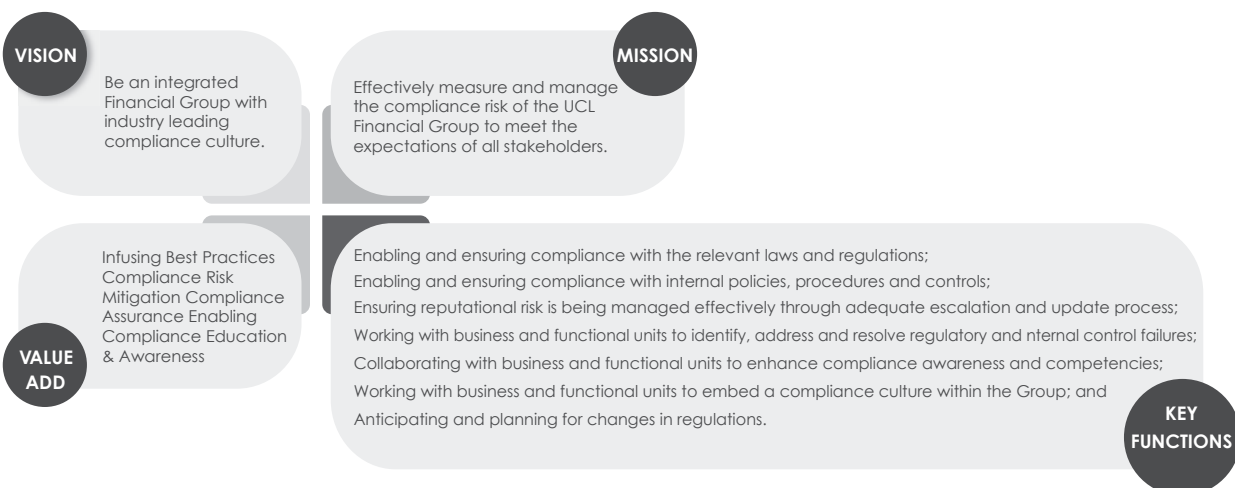 VISION
Be an integrated
Financial Group with
industry leading
compliance culture.
MISSION
Effectively measure and manage
the compliance risk of the UCL
Financial Group to meet the
expectations of all stakeholders.
VALUE
ADD
Infusing Best Practices
Compliance Risk
Mitigation Compliance
Assurance Enabling
Compliance Education
& Awareness
KEY
FUNCTIONS
Enabling and ensuring compliance with the relevant laws and regulations;
Enabling and ensuring compliance with internal policies, procedures and controls;
Ensuring reputational risk is being managed effectively through adequate escalation and update process;
Working with business and functional units to identify, address and resolve regulatory and nternal control failures;
Collaborating with business and functional units to enhance compliance awareness and competencies;
Working with business and functional units to embed a compliance culture within the Group; and
Anticipating and planning for changes in regulations.